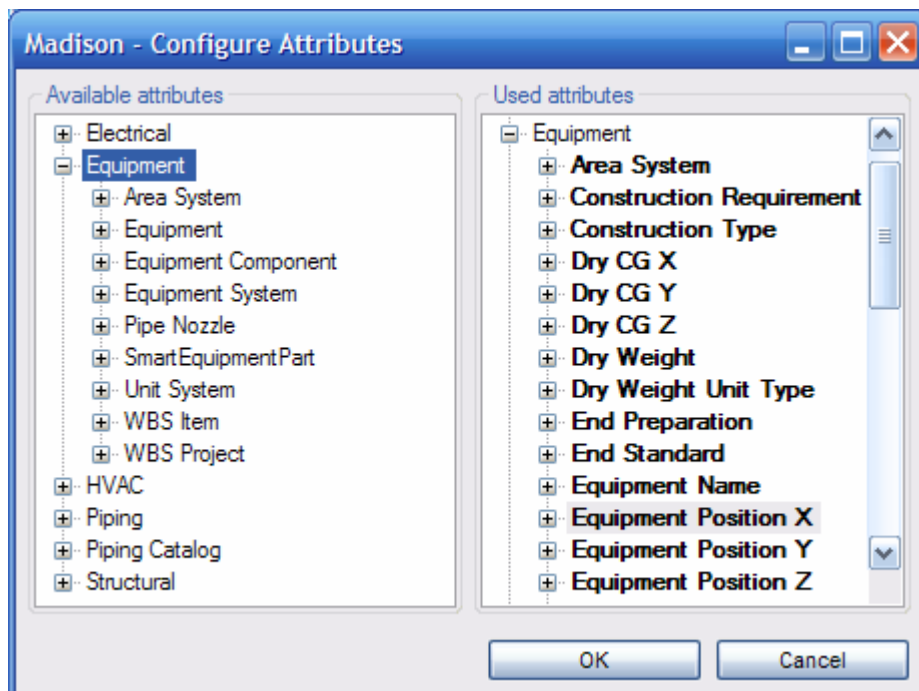 Madison - Configure Attributes
Available attributes
Electrical
Equipment
Area System
Equipment
Equipment Component
Equipment System
Pipe Nozzle
SmartEquipmentPart
Unit System
WBS Item
WBS Project
HVAC
Piping
Piping Catalog
Structural
Used attributes
Equipment
Area System
Construction Requirement
Construction Type
Dry CG X
Dry CG Y
Dry CG Z
Dry Weight
Dry Weight Unit Type
End Preparation
End Standard
Equipment Name
Equipment Position X
Equipment Position Y
Equipment Position Z
OK
Cancel